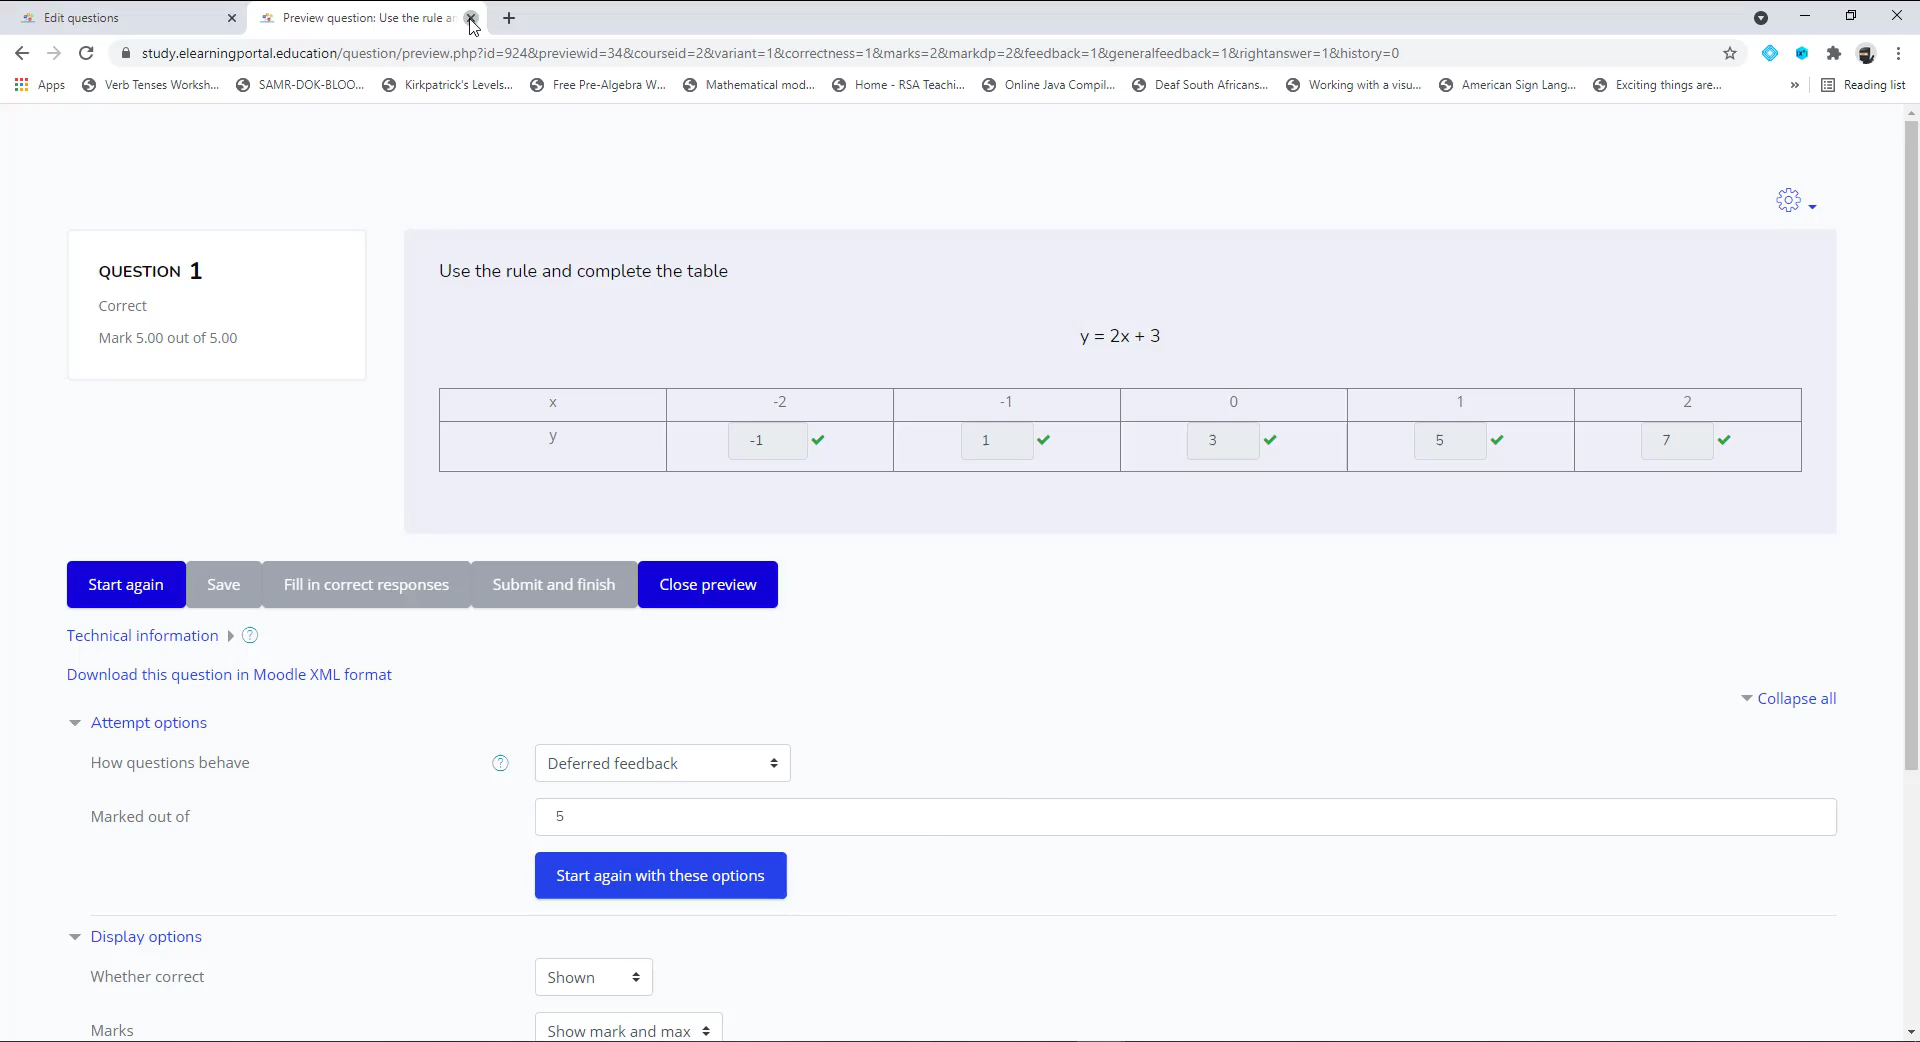 Edit questions
Preview question: Use the rule an
study.elearningportal.education/question/preview.php?id=924&previewid=34&courseid=2&variant=1&correctness=1&marks=2&markdp=2&feedback=1&generalfeedback=1&rightanswer=1&history=0
Apps Verb Tenses Worksh... SAMR-DOK-BLOO... Kirkpatrick's Levels... Free Pre-Algebra W... Mathematical mod... Home - RSA Teachi... Online Java Compil... Deaf South Africans... Working with a visu... American Sign Lang... Exciting things are... » Reading list
QUESTION 1
Correct
Mark 5.00 out of 5.00
Use the rule and complete the table
y = 2x + 3
x -2 -1 0 1 2
y -1 1 3 5 7
Start again Save Fill in correct responses Submit and finish Close preview
Technical information ?
Download this question in Moodle XML format
Collapse all
Attempt options
How questions behave ? Deferred feedback
Marked out of 5
Start again with these options
Display options
Whether correct Shown
Marks Show mark and max